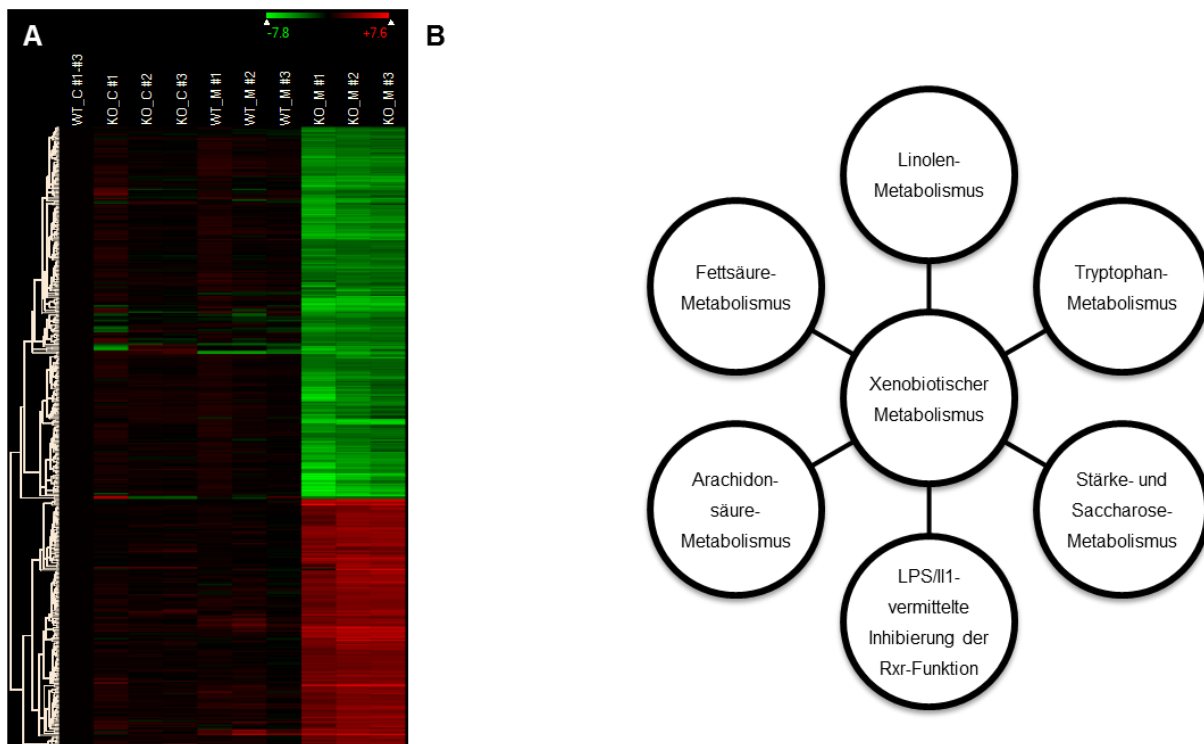 A
-7.8
+7.6
B
WT_C #1-#3
KO_C #1
KO_C #2
KO_C #3
WT_M #1
WT_M #2
WT_M #3
KO_M #1
KO_M #2
KO_M #3
Linolen-
Metabolismus
Fettsäure-
Metabolismus
Tryptophan-
Metabolismus
Xenobiotischer
Metabolismus
Arachidon-
säure-
Metabolismus
Stärke- und
Saccharose-
Metabolismus
LPS/Il1-
vermittelte
Inhibierung der
Rxr-Funktion